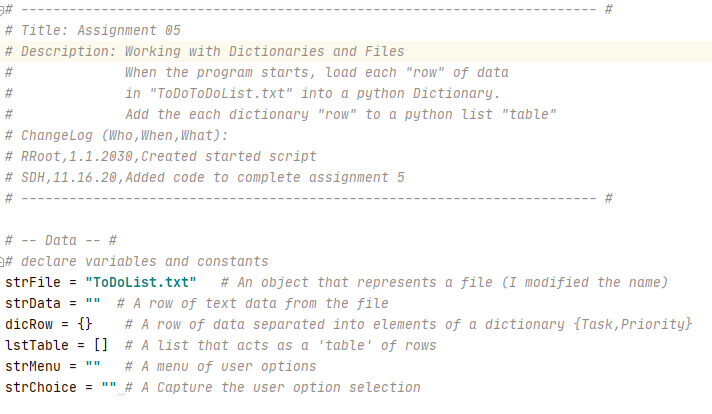 # ------------------------------------------------------------------------ #
# Title: Assignment 05
# Description: Working with Dictionaries and Files
#              When the program starts, load each "row" of data
#              in "ToDoToDoList.txt" into a python Dictionary.
#              Add the each dictionary "row" to a python list "table"
# ChangeLog (Who,When,What):
# RRoot,1.1.2030,Created started script
# SDH,11.16.20,Added code to complete assignment 5
# ------------------------------------------------------------------------ #

# -- Data -- #
# declare variables and constants
strFile = "ToDoList.txt"   # An object that represents a file (I modified the name)
strData = ""  # A row of text data from the file
dicRow = {}    # A row of data separated into elements of a dictionary {Task,Priority}
lstTable = []  # A list that acts as a 'table' of rows
strMenu = ""   # A menu of user options
strChoice = "" # A Capture the user option selection